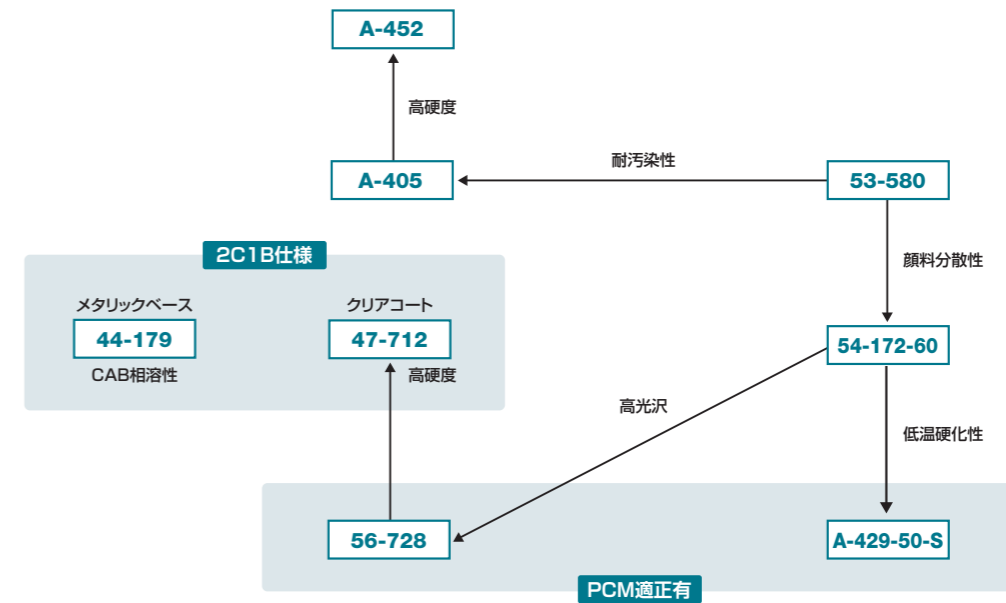 A-452
高硬度
耐汚染性
A-405
53-580
2C1B仕様
顔料分散性
メタリックベース
クリアコート
44-179
47-712
54-172-60
CAB相溶性
高硬度
高光沢
低温硬化性
56-728
A-429-50-S
PCM適正有